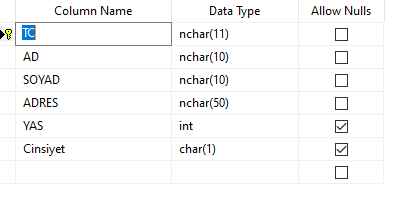 Column Name Data Type Allow Nulls
TC nchar(11)
AD nchar(10)
SOYAD nchar(10)
ADRES nchar(50)
YAS int
Cinsiyet char(1)